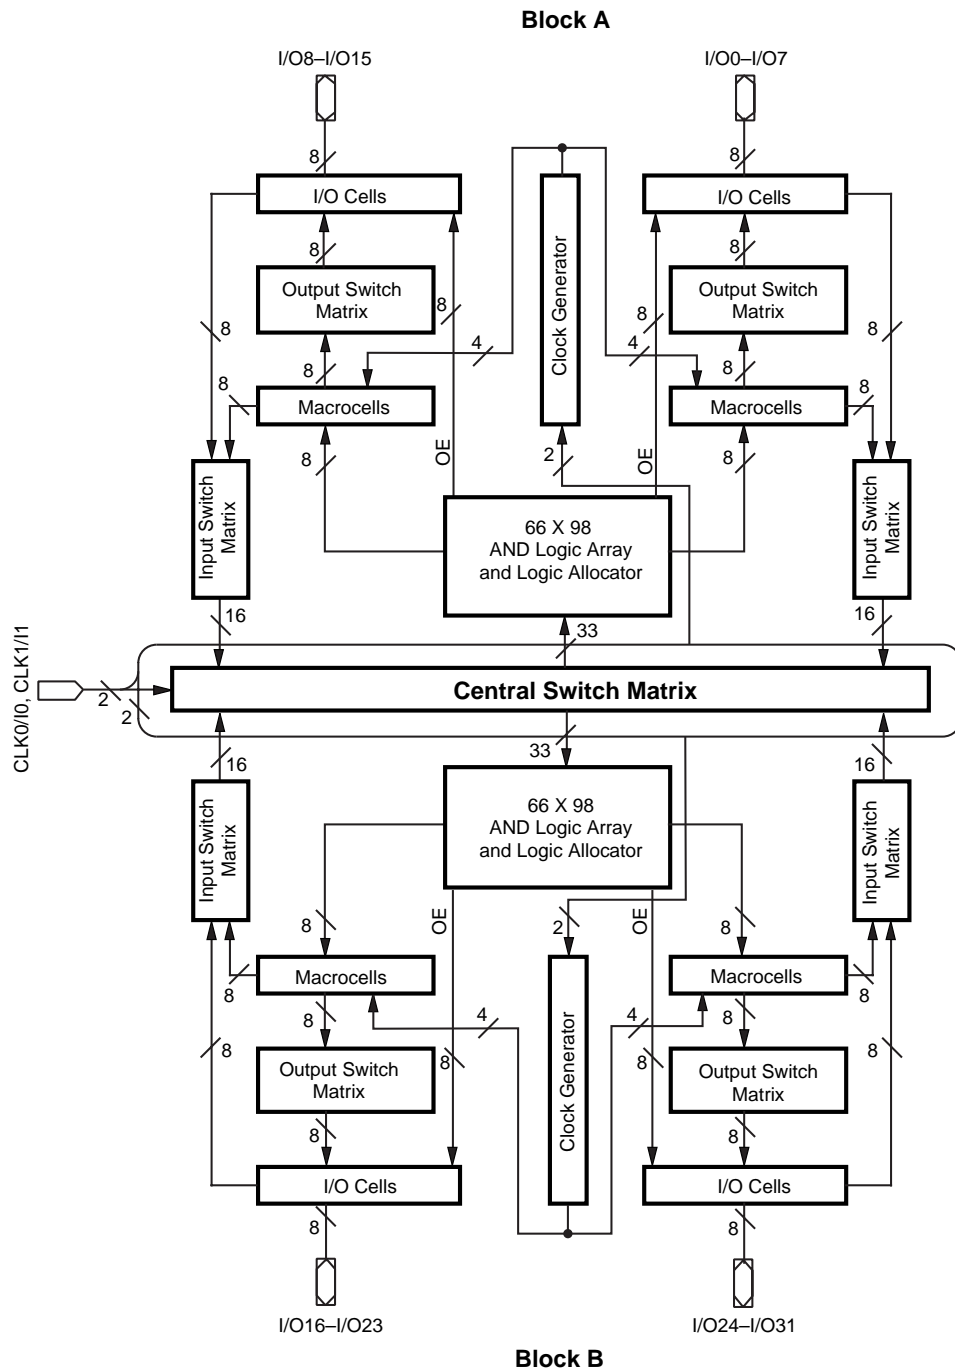 Block A
I/O8–I/O15
I/O0–I/O7
8
8
I/O Cells
I/O Cells
Clock Generator
8
8
Output Switch
Matrix
Output Switch
Matrix
8
8
8
8
4
4
8
8
8
8
Macrocells
Macrocells
OE
OE
8
2
8
Input Switch
Matrix
Input Switch
Matrix
66 X 98
AND Logic Array
and Logic Allocator
16
33
16
CLK0/I0, CLK1/I1
2
2
Central Switch Matrix
33
16
16
Input Switch
Matrix
Input Switch
Matrix
66 X 98
AND Logic Array
and Logic Allocator
8
OE
2
OE
8
Macrocells
Macrocells
8
8
8
8
4
4
Clock Generator
8
8
8
8
Output Switch
Matrix
Output Switch
Matrix
8
8
I/O Cells
I/O Cells
8
8
I/O16–I/O23
I/O24–I/O31
Block B